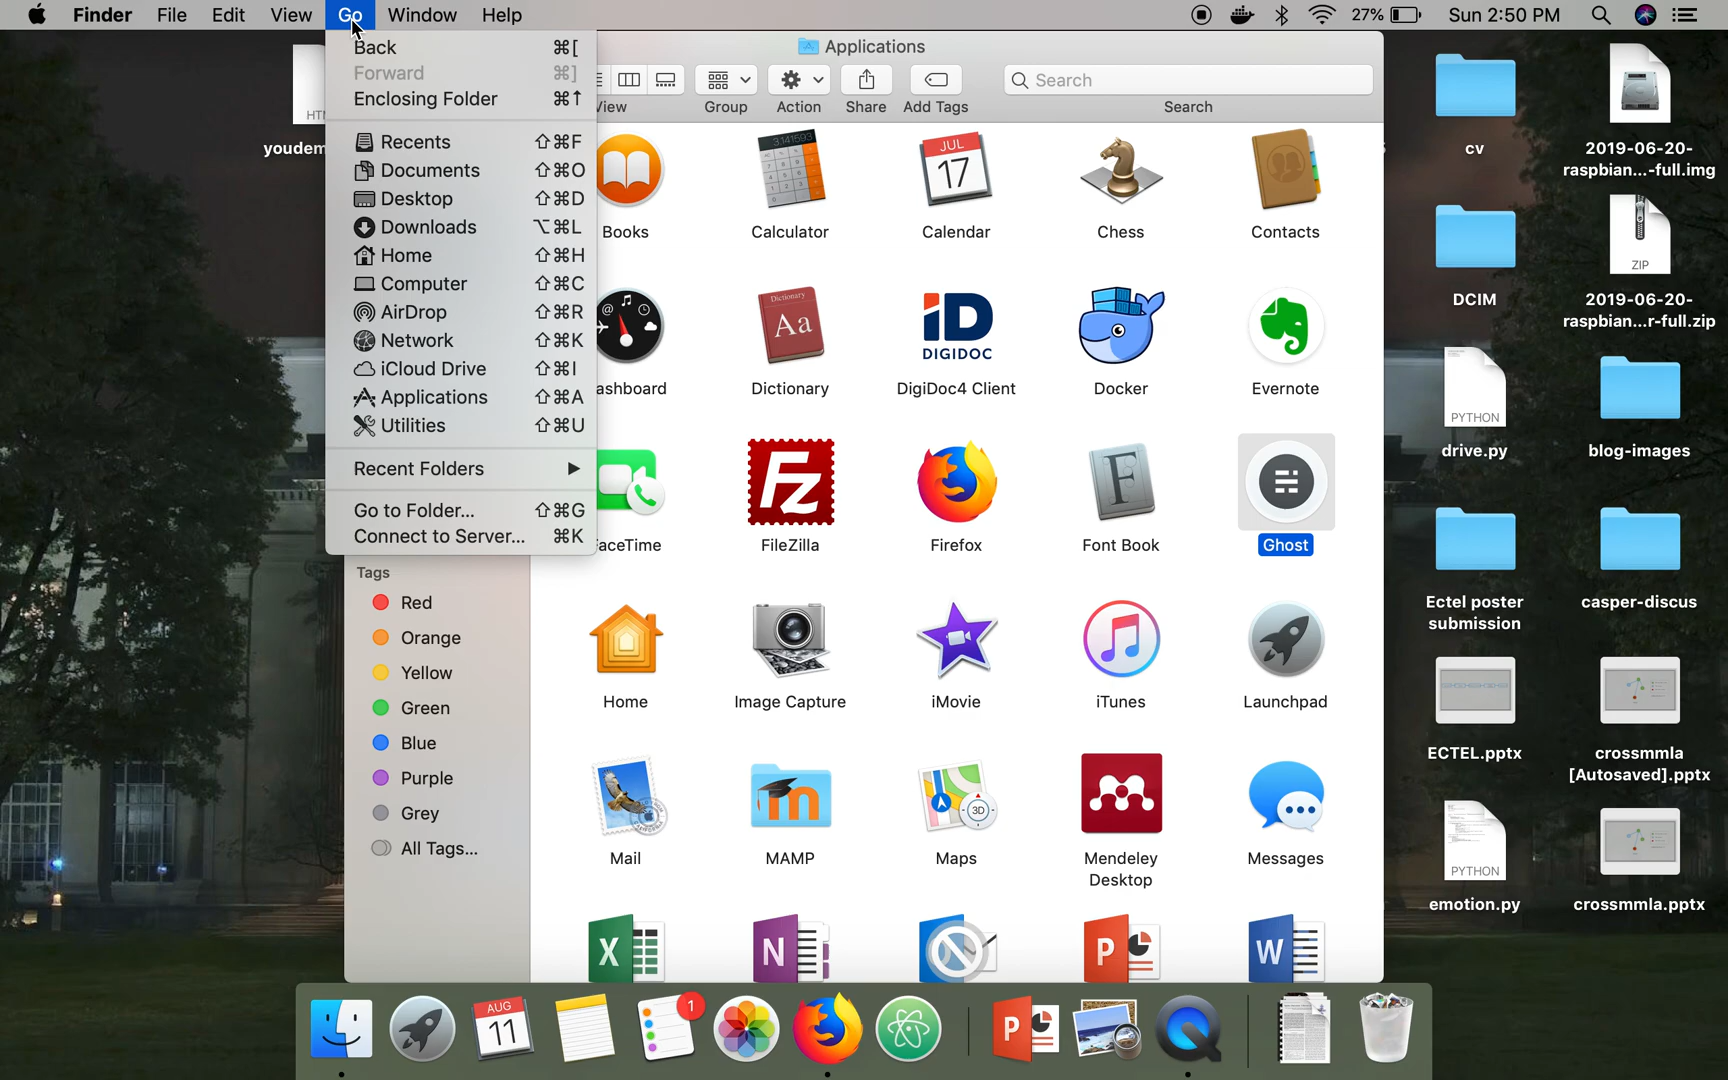 Finder File Edit View Go Window Help 27% Sun 2:50 PM
Back ⌘[
Forward ⌘]
Enclosing Folder ⌘↑
Recents ⇧⌘F
Documents ⇧⌘O
Desktop ⇧⌘D
Downloads ⌥⌘L
Home ⇧⌘H
Computer ⇧⌘C
AirDrop ⇧⌘R
Network ⇧⌘K
iCloud Drive ⇧⌘I
Applications ⇧⌘A
Utilities ⇧⌘U
Recent Folders
Go to Folder... ⇧⌘G
Connect to Server... ⌘K
Tags
Red
Orange
Yellow
Green
Blue
Purple
Grey
All Tags...
Applications
Search
View Group Action Share Add Tags Search
JUL
17
Books Calculator Calendar Chess Contacts
Dictionary
Aa
iD
DIGIDOC
ashboard Dictionary DigiDoc4 Client Docker Evernote
Fz
F
aceTime FileZilla Firefox Font Book Ghost
Home Image Capture iMovie iTunes Launchpad
m
3D
Mail MAMP Maps Mendeley Desktop Messages
X N P W
youdem
cv
2019-06-20-
raspbian...-full.img
DCIM
ZIP
2019-06-20-
raspbian...r-full.zip
PYTHON
drive.py
blog-images
Ectel poster
submission
casper-discus
ECTEL.pptx
crossmmla
[Autosaved].pptx
PYTHON
emotion.py
crossmmla.pptx
AUG
11
1
P